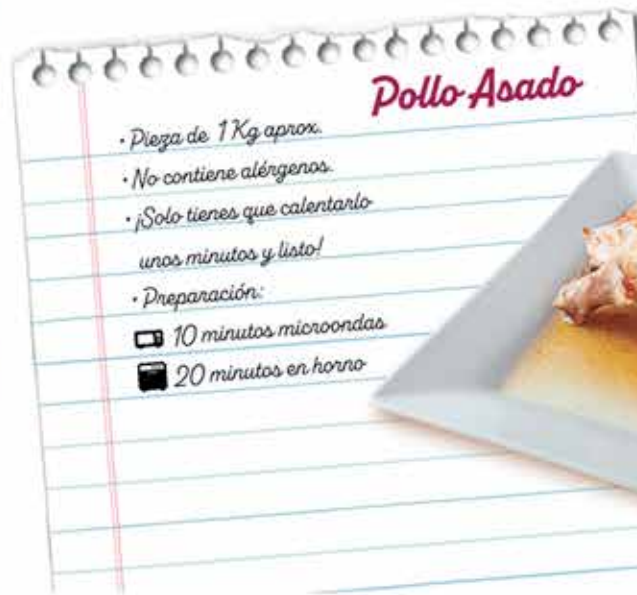 Pollo Asado
· Pieza de 1 Kg aprox.
· No contiene alérgenos.
· ¡Solo tienes que calentarlo
unos minutos y listo!
· Preparación:
10 minutos microondas
20 minutos en horno